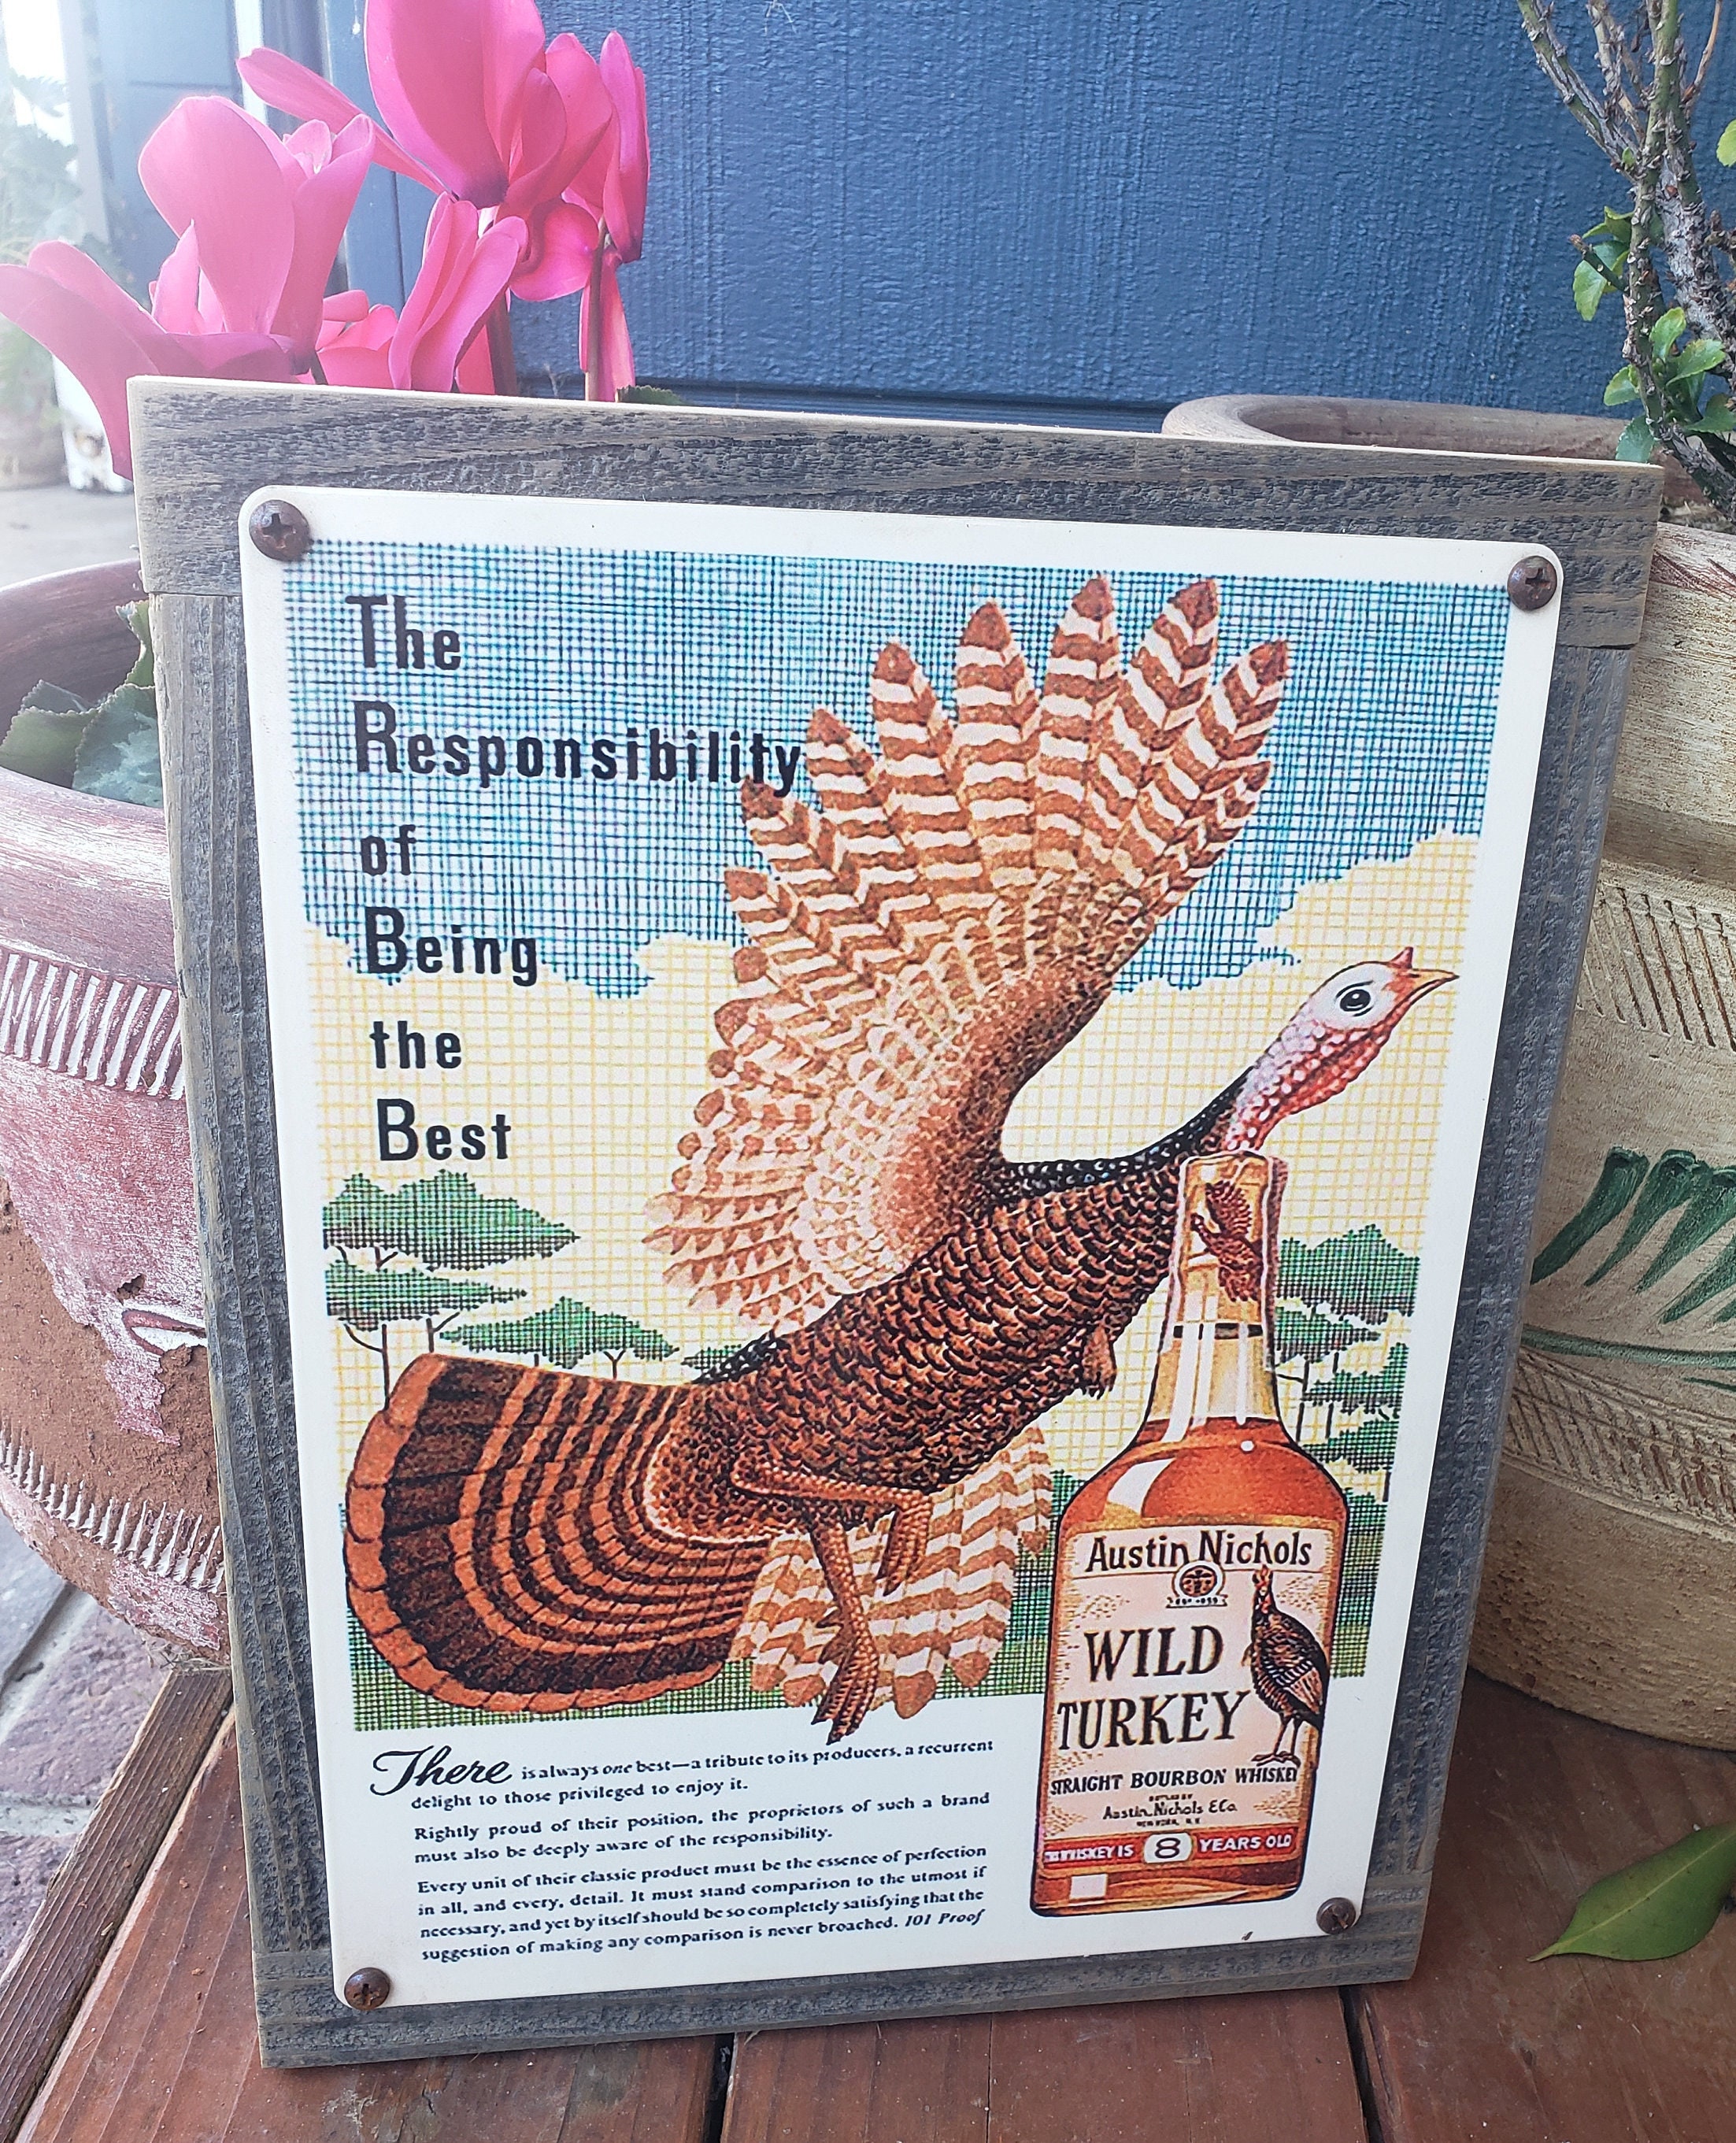 The
Responsibility
of
Being
the
Best
There is always one best—a tribute to its producers, a recurrent
delight to those privileged to enjoy it.
Rightly proud of their position, the proprietors of such a brand
must also be deeply aware of the responsibility.
Every unit of their classic product must be the essence of perfection
in all, and every, detail. It must stand comparison to the utmost if
necessary, and yet by itself should be so completely satisfying that the
suggestion of making any comparison is never broached. 101 Proof
Austin Nichols
WILD
TURKEY
STRAIGHT BOURBON WHISKEY
Austin, Nichols & Co.
NEW YORK, N.Y.
WHISKEY IS 8 YEARS OLD